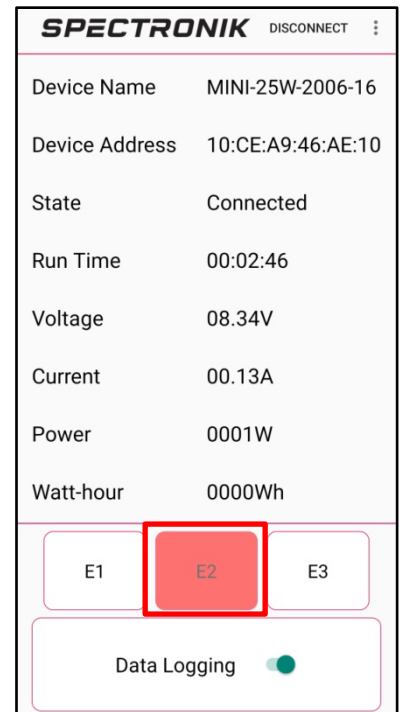 SPECTRONIK DISCONNECT
Device Name MINI-25W-2006-16
Device Address 10:CE:A9:46:AE:10
State Connected
Run Time 00:02:46
Voltage 08.34V
Current 00.13A
Power 0001W
Watt-hour 0000Wh
E1 E2 E3
Data Logging